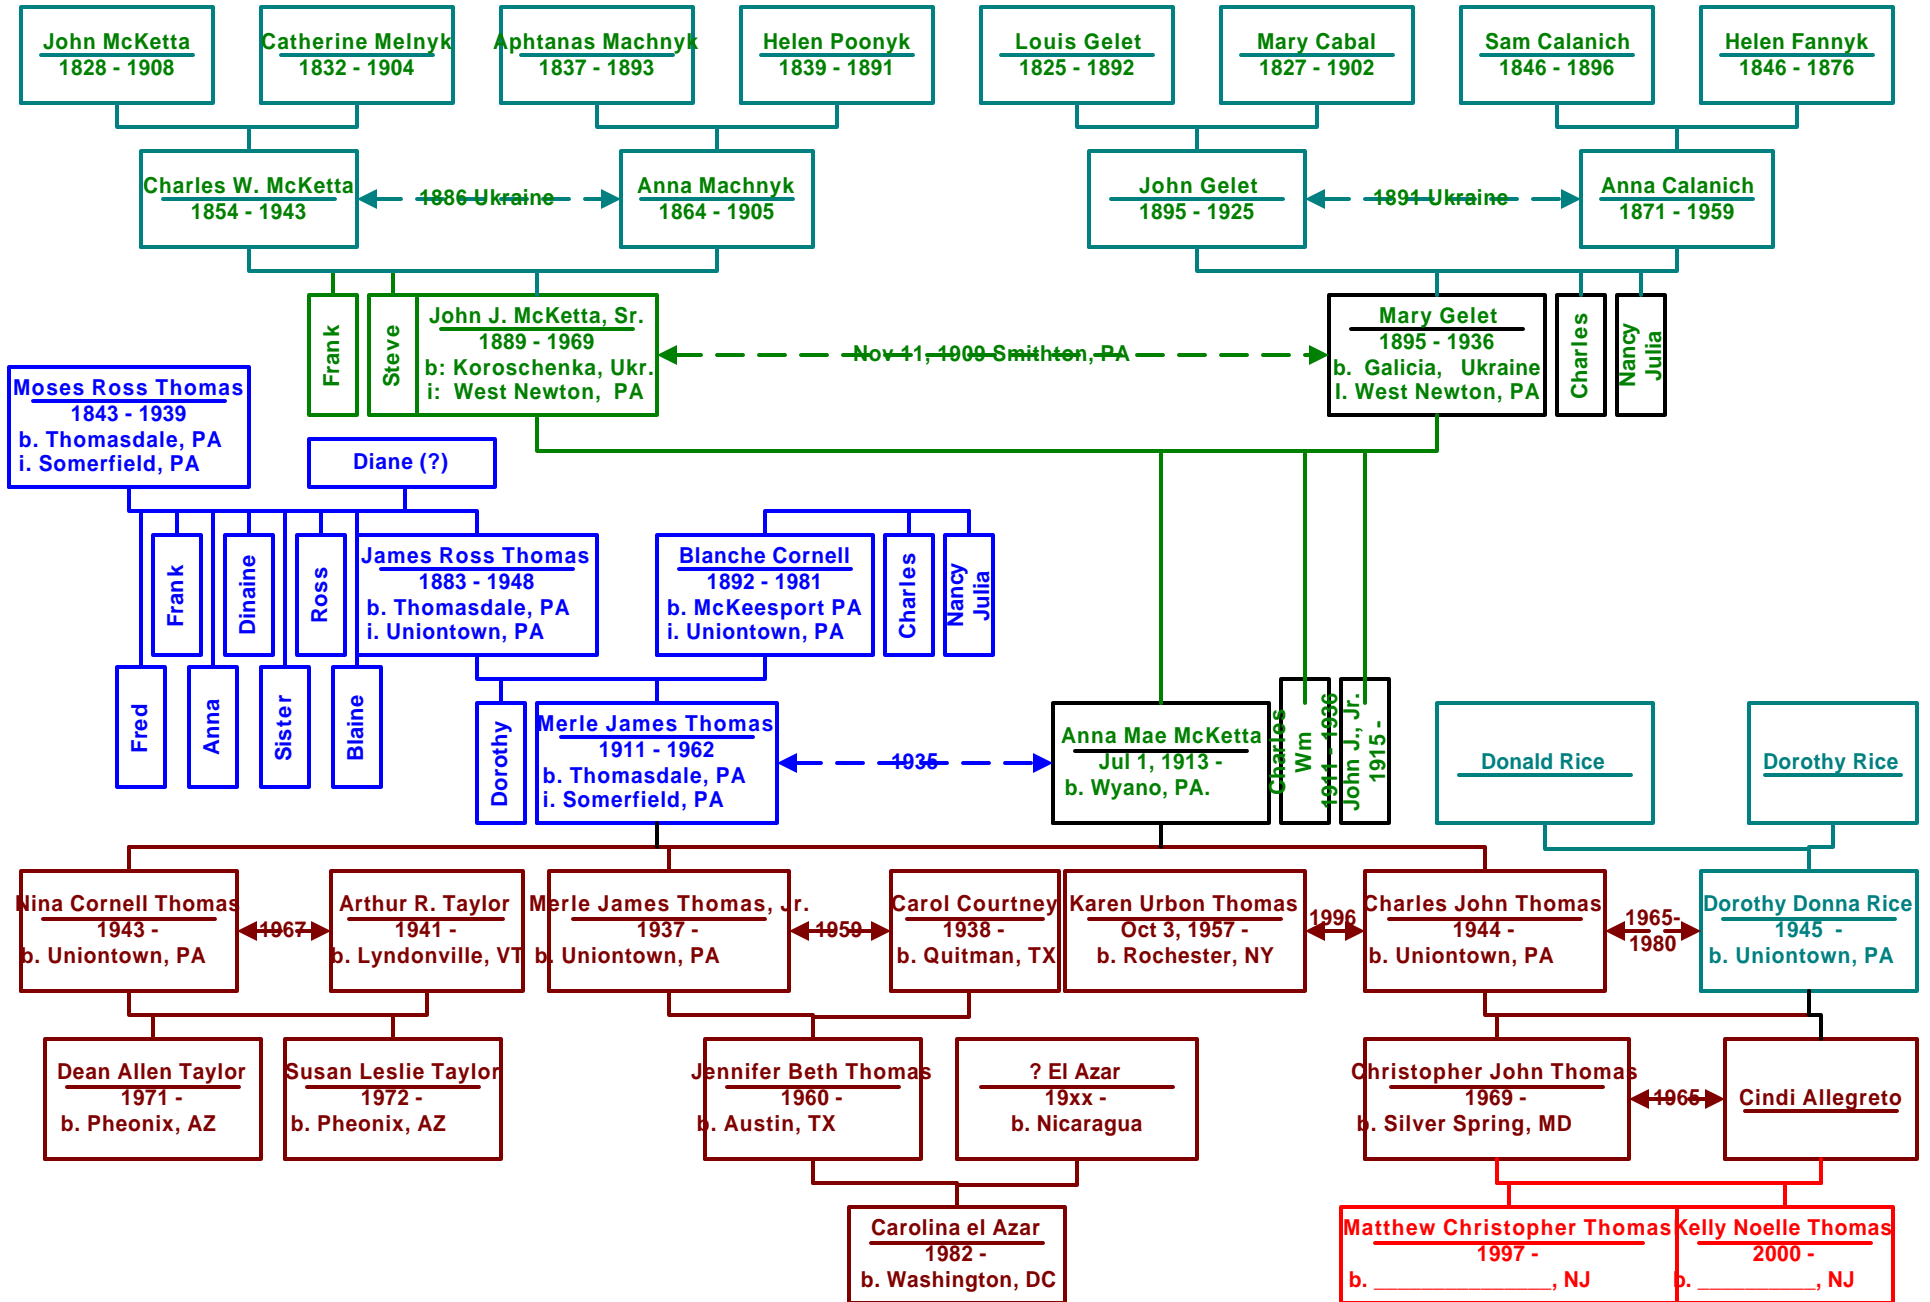 John McKetta
1828 - 1908
Catherine Melnyk
1832 - 1904
Aphtanas Machnyk
1837 - 1893
Helen Poonyk
1839 - 1891
Louis Gelet
1825 - 1892
Mary Cabal
1827 - 1902
Sam Calanich
1846 - 1896
Helen Fannyk
1846 - 1876
Charles W. McKetta
1854 - 1943
1886 Ukraine
Anna Machnyk
1864 - 1905
John Gelet
1895 - 1925
1891 Ukraine
Anna Calanich
1871 - 1959
Frank
Steve
John J. McKetta, Sr.
1889 - 1969
b: Koroschenka, Ukr.
i: West Newton, PA
Nov 11, 1909 Smithton, PA
Mary Gelet
1895 - 1936
b. Galicia, Ukraine
I. West Newton, PA
Charles
Nancy
Julia
Moses Ross Thomas
1843 - 1939
b. Thomasdale, PA
i. Somerfield, PA
Diane (?)
Fred
Frank
Anna
Dinaine
Sister
Ross
Blaine
James Ross Thomas
1883 - 1948
b. Thomasdale, PA
i. Uniontown, PA
Blanche Cornell
1892 - 1981
b. McKeesport PA
i. Uniontown, PA
Charles
Nancy
Julia
Dorothy
Merle James Thomas
1911 - 1962
b. Thomasdale, PA
i. Somerfield, PA
1935
Anna Mae McKetta
Jul 1, 1913 -
b. Wyano, PA.
Charles
Wm
1911 - 1996
John J., Jr.
1915 -
Donald Rice
Dorothy Rice
Nina Cornell Thomas
1943 -
b. Uniontown, PA
1967
Arthur R. Taylor
1941 -
b. Lyndonville, VT
Merle James Thomas, Jr.
1937 -
b. Uniontown, PA
1959
Carol Courtney
1938 -
b. Quitman, TX
Karen Urbon Thomas
Oct 3, 1957 -
b. Rochester, NY
1996
Charles John Thomas
1944 -
b. Uniontown, PA
1965-
1980
Dorothy Donna Rice
1945 -
b. Uniontown, PA
Dean Allen Taylor
1971 -
b. Pheonix, AZ
Susan Leslie Taylor
1972 -
b. Pheonix, AZ
Jennifer Beth Thomas
1960 -
b. Austin, TX
? El Azar
19xx -
b. Nicaragua
Christopher John Thomas
1969 -
b. Silver Spring, MD
1965
Cindi Allegreto
Carolina el Azar
1982 -
b. Washington, DC
Matthew Christopher Thomas
1997 -
b. _______________, NJ
Kelly Noelle Thomas
2000 -
b. __________, NJ